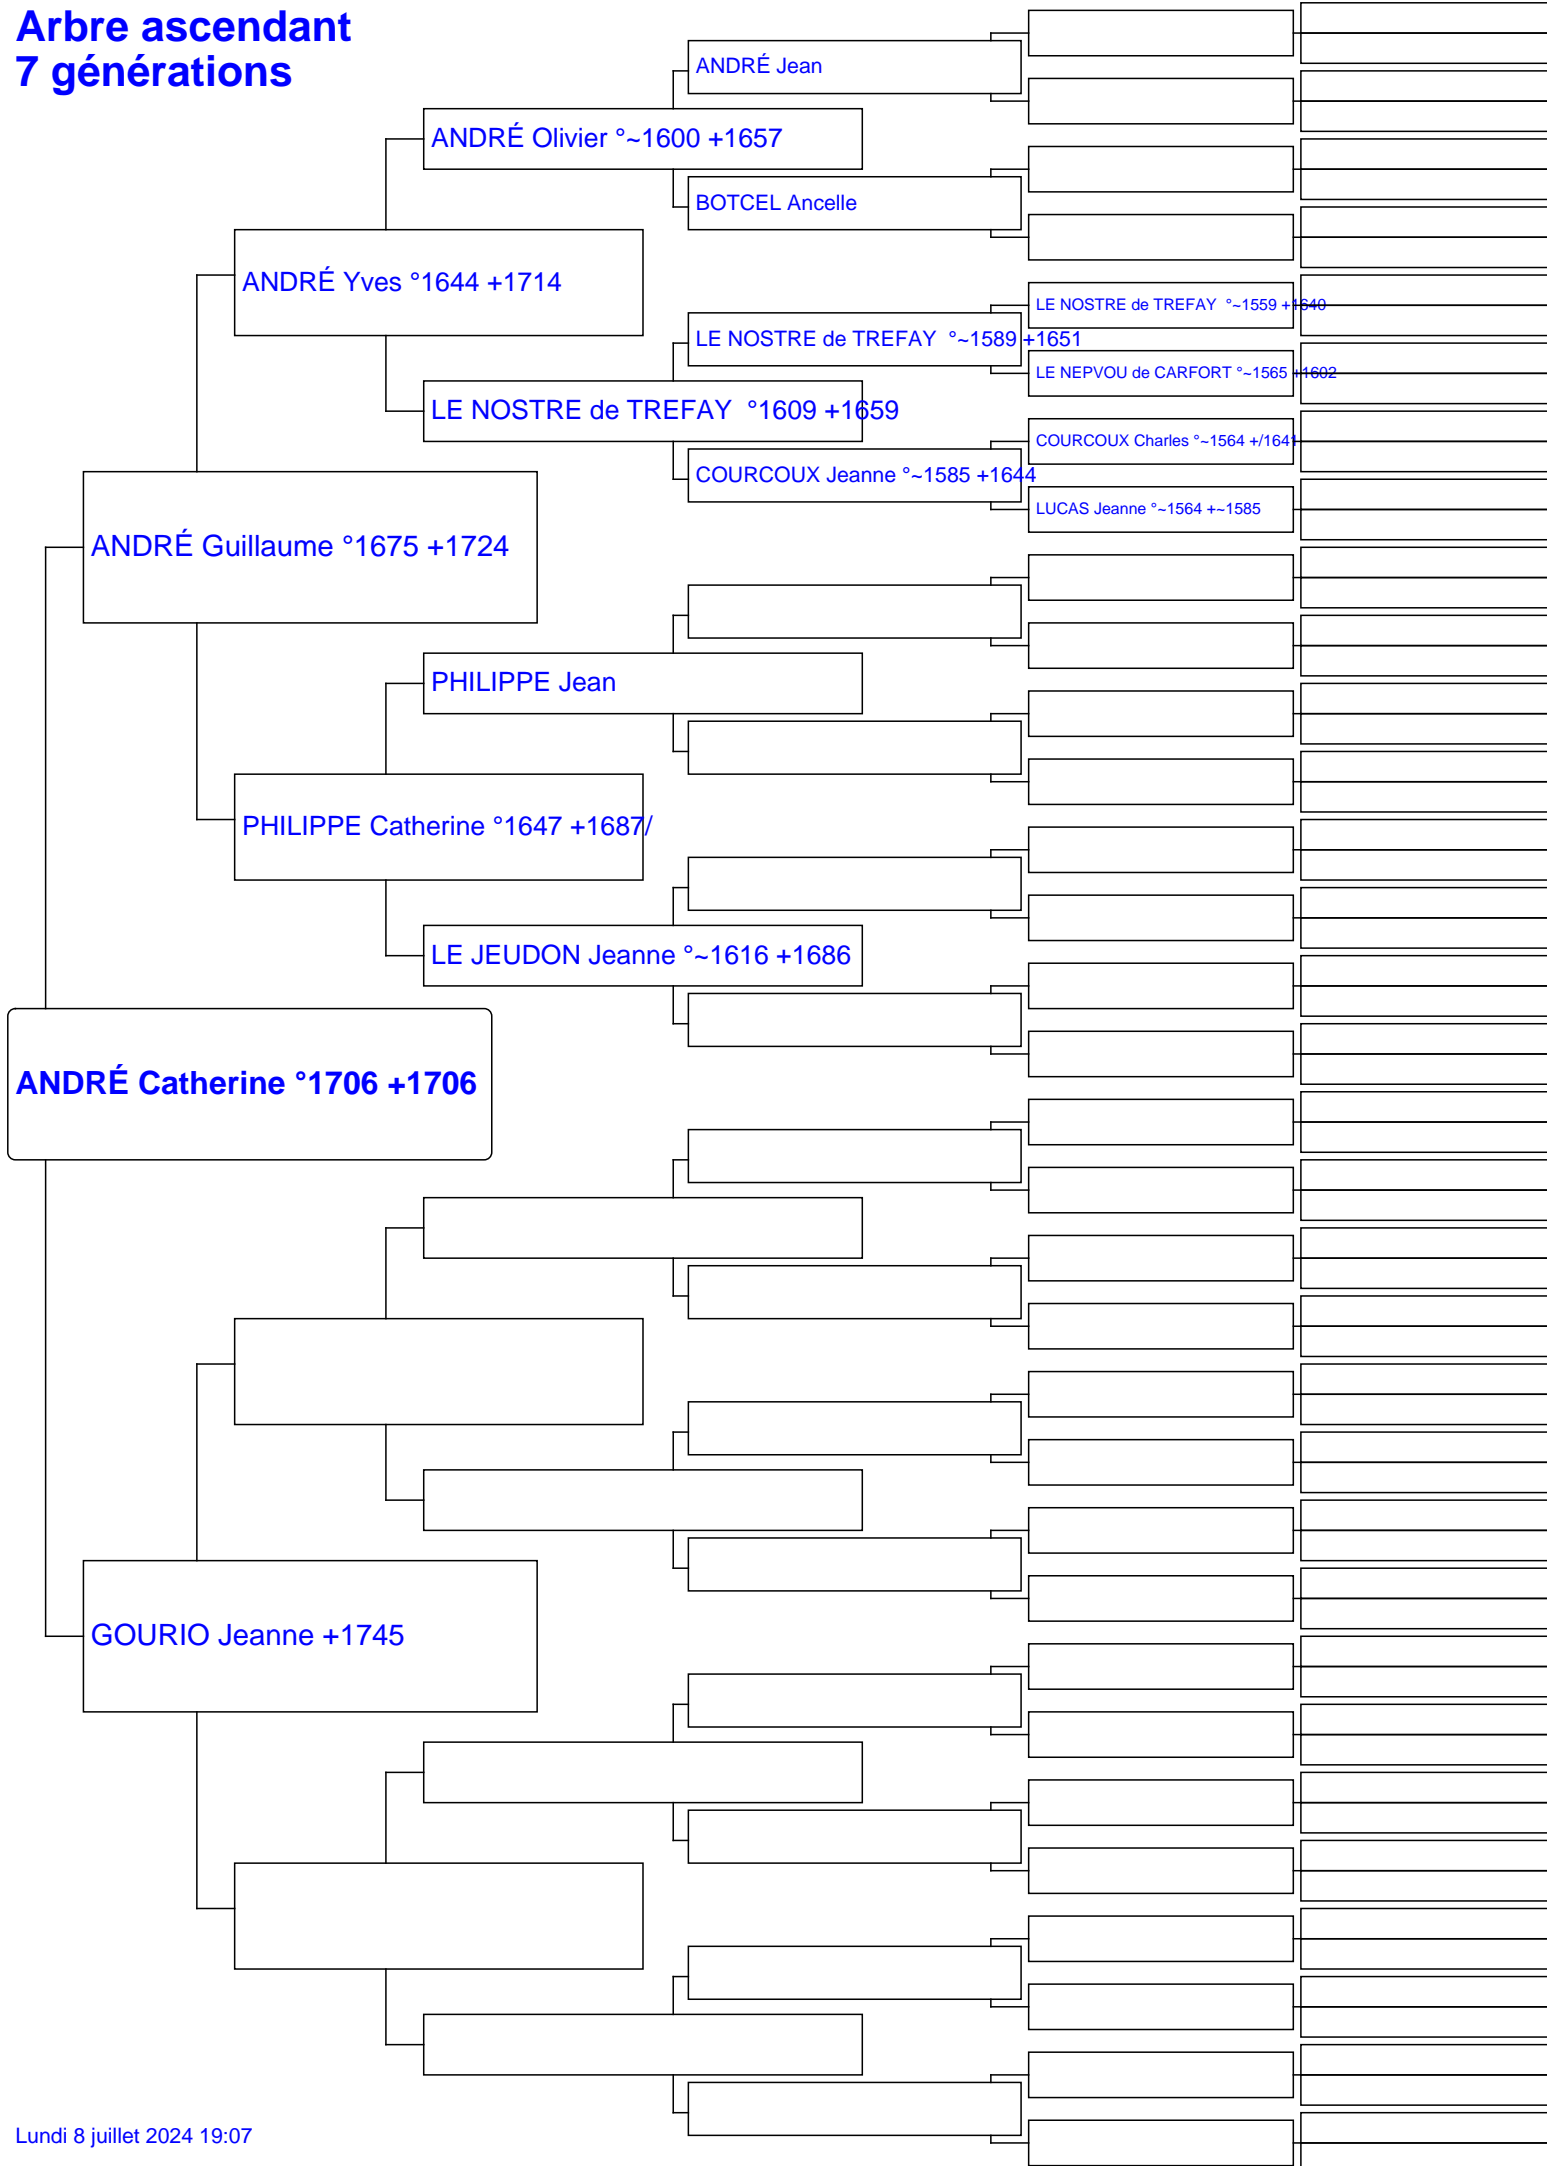 Arbre ascendant
7 générations
ANDRÉ Jean
ANDRÉ Olivier °~1600 +1657
BOTCEL Ancelle
ANDRÉ Yves °1644 +1714
LE NOSTRE de TREFAY  °~1559 +1640
LE NOSTRE de TREFAY  °~1589 +1651
LE NEPVOU de CARFORT °~1565 +1602
LE NOSTRE de TREFAY  °1609 +1659
COURCOUX Charles °~1564 +/1641
COURCOUX Jeanne °~1585 +1644
LUCAS Jeanne °~1564 +~1585
ANDRÉ Guillaume °1675 +1724
PHILIPPE Jean
PHILIPPE Catherine °1647 +1687/
LE JEUDON Jeanne °~1616 +1686
ANDRÉ Catherine °1706 +1706
GOURIO Jeanne +1745
Lundi 8 juillet 2024 19:07